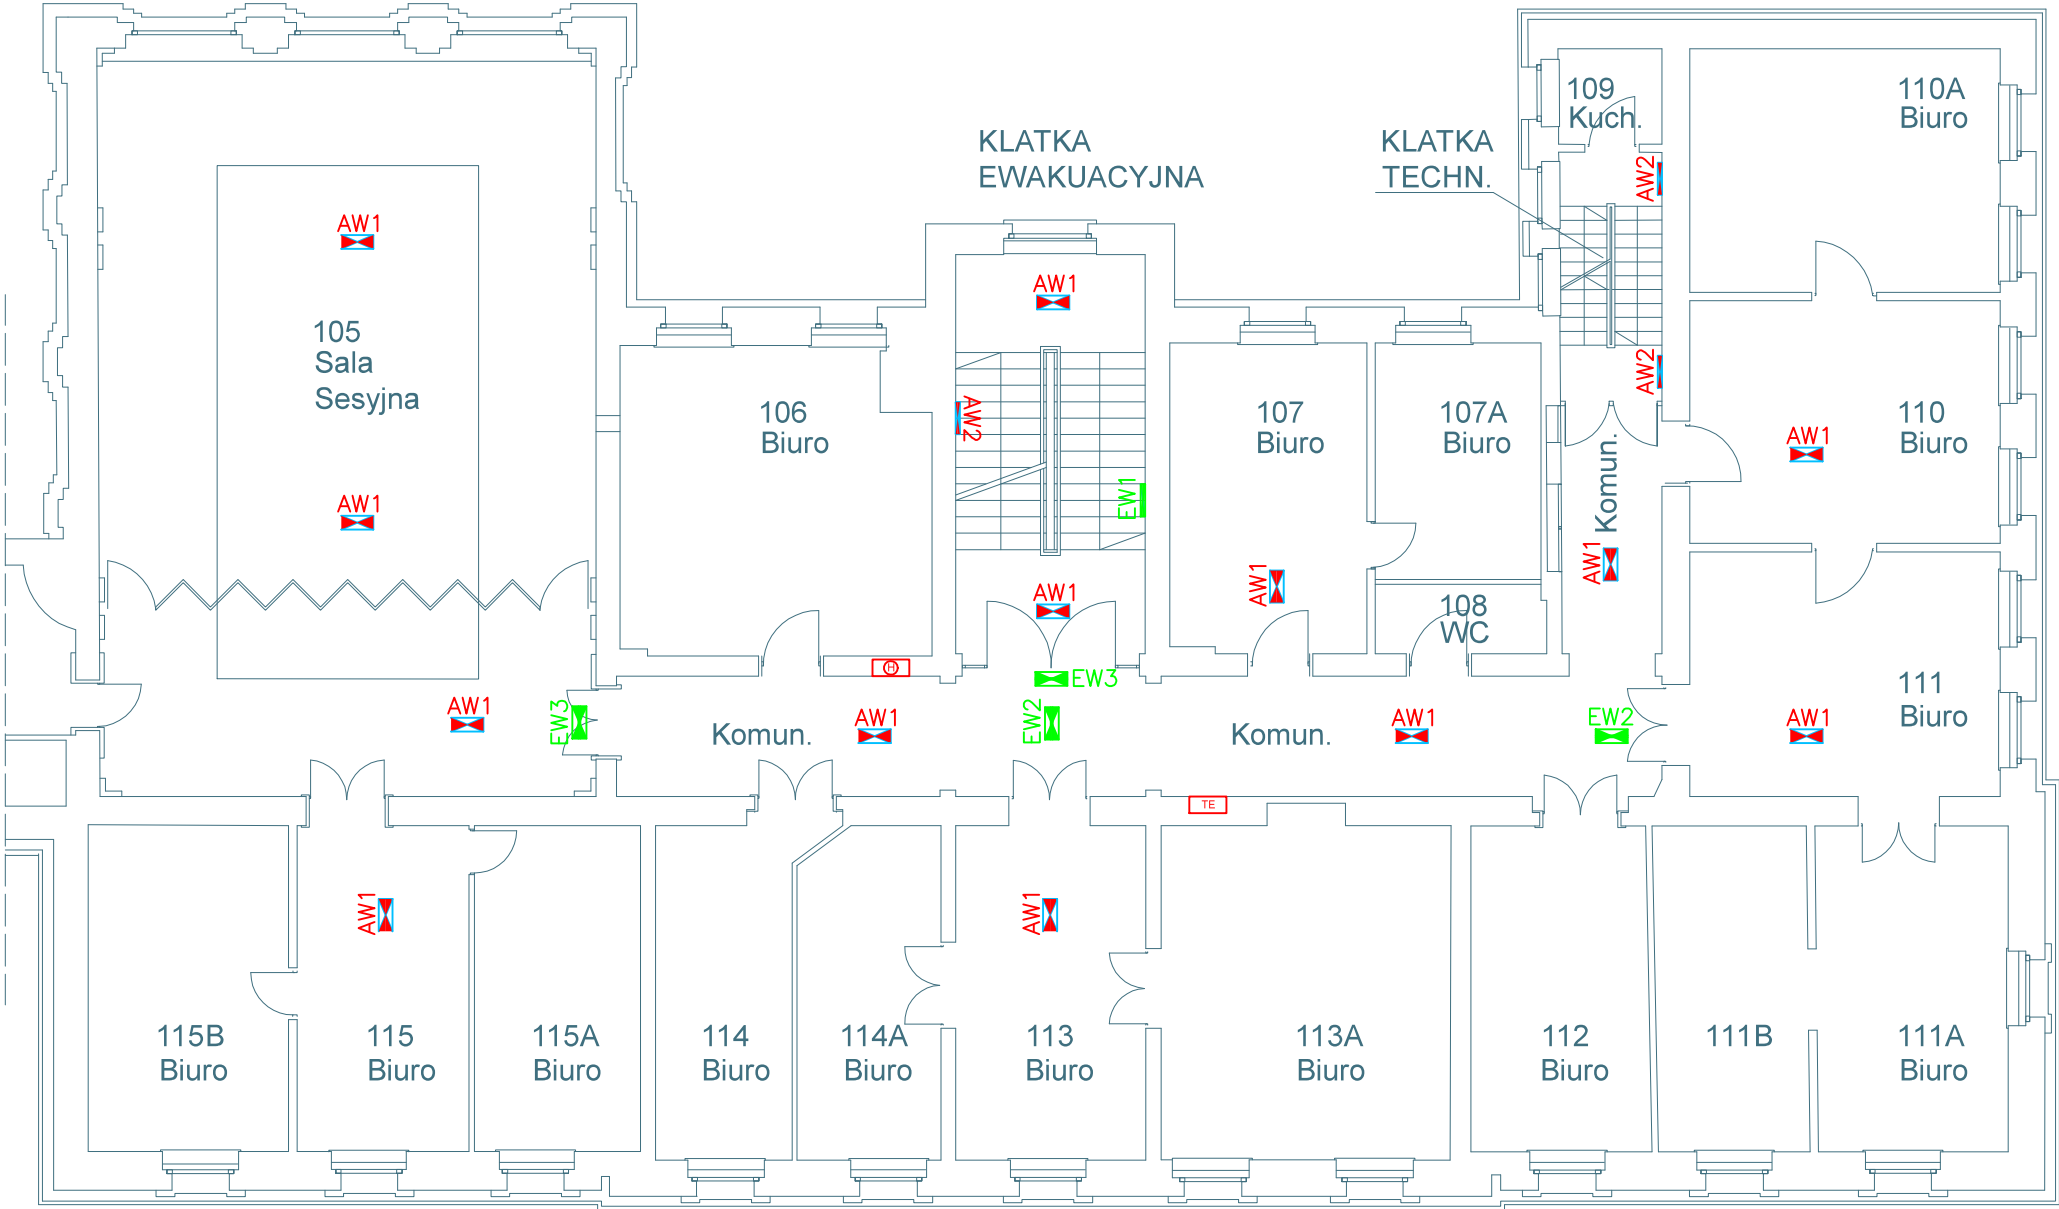 109
Kuch.
110A
Biuro
KLATKA
EWAKUACYJNA
KLATKA
TECHN.
AW2
AW1
AW1
105
Sala
Sesyjna
AW2
106
Biuro
AW2
107
Biuro
107A
Biuro
Komun.
110
Biuro
AW1
AW1
EW1
AW1
AW1
AW1
108
WC
H
EW3
111
Biuro
AW1
EW3
Komun.
AW1
EW2
Komun.
AW1
EW2
AW1
TE
AW1
AW1
115B
Biuro
115
Biuro
115A
Biuro
114
Biuro
114A
Biuro
113
Biuro
113A
Biuro
112
Biuro
111B
111A
Biuro